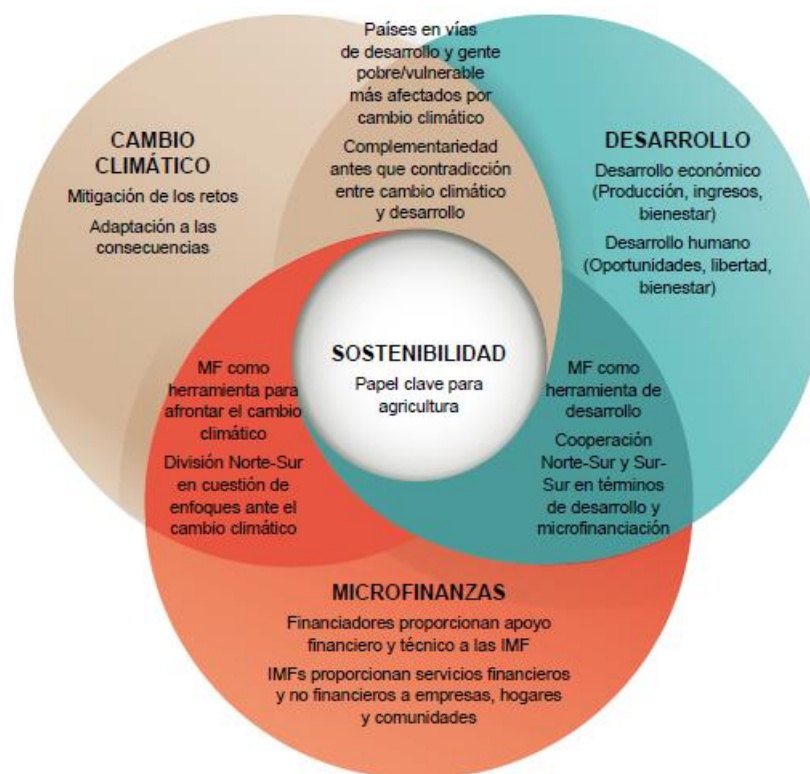 Países en vías
de desarrollo y gente
pobre/vulnerable
más afectados por
cambio climático
Complementariedad
antes que contradicción
entre cambio climático
y desarrollo
CAMBIO
CLIMÁTICO
Mitigación de los retos
Adaptación a las
consecuencias
DESARROLLO
Desarrollo económico
(Producción, ingresos,
bienestar)
Desarrollo humano
(Oportunidades, libertad,
bienestar)
SOSTENIBILIDAD
Papel clave para
agricultura
MF como
herramienta para
afrontar el cambio
climático
División Norte-Sur
en cuestión de
enfoques ante el
cambio climático
MF como
herramienta de
desarrollo
Cooperación
Norte-Sur y Sur-
Sur en términos
de desarrollo y
microfinanciación
MICROFINANZAS
Financiadores proporcionan apoyo
financiero y técnico a las IMF
IMFs proporcionan servicios financieros
y no financieros a empresas, hogares
y comunidades